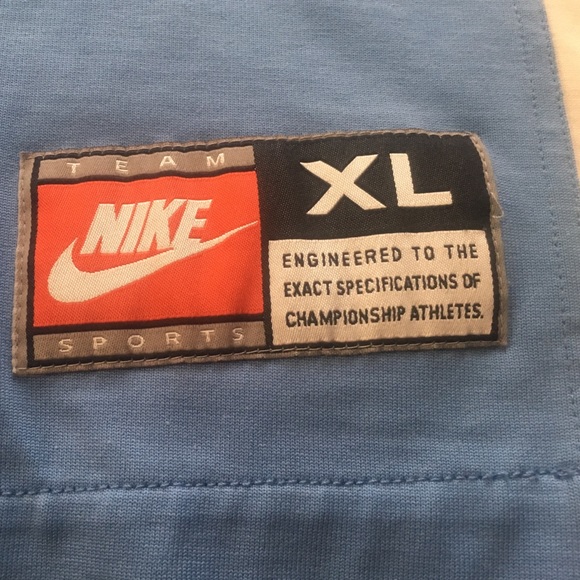 TEAM
NIKE
SPORTS
XL
ENGINEERED TO THE
EXACT SPECIFICATIONS OF
CHAMPIONSHIP ATHLETES.